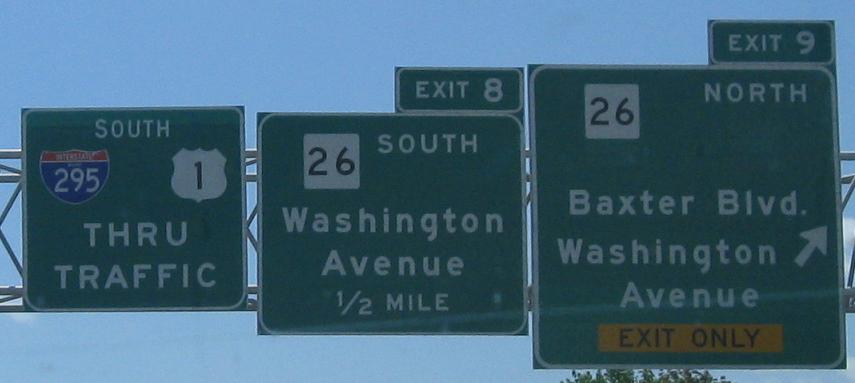 SOUTH
INTERSTATE
295
1
THRU
TRAFFIC
EXIT 8
26 SOUTH
Washington
Avenue
1/2 MILE
EXIT 9
26 NORTH
Baxter Blvd.
Washington
Avenue
EXIT ONLY